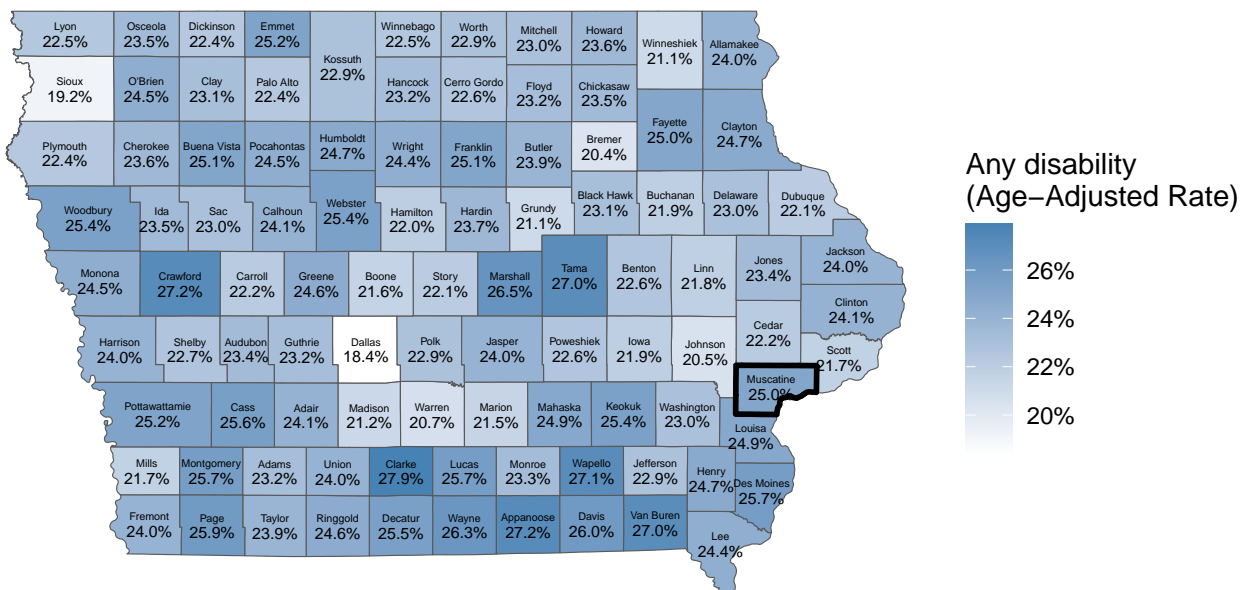 Lyon Osceola Dickinson Emmet Winnebago Worth Mitchell Howard Winneshiek Allamakee
22.5% 23.5% 22.4% 25.2% 22.5% 22.9% 23.0% 23.6% 21.1% 24.0%
Kossuth
22.9%
Sioux O'Brien Clay Palo Alto Hancock Cerro Gordo Floyd Chickasaw
19.2% 24.5% 23.1% 22.4% 23.2% 22.6% 23.2% 23.5%
Fayette Clayton
25.0% 24.7%
Plymouth Cherokee Buena Vista Pocahontas Humboldt Wright Franklin Butler Bremer
22.4% 23.6% 25.1% 24.5% 24.7% 24.4% 25.1% 23.9% 20.4%
Woodbury Ida Sac Calhoun Webster Hamilton Hardin Grundy Black Hawk Buchanan Delaware Dubuque
25.4% 23.5% 23.0% 24.1% 25.4% 22.0% 23.7% 21.1% 23.1% 21.9% 23.0% 22.1%
Monona Crawford Carroll Greene Boone Story Marshall Tama Benton Linn Jones Jackson
24.5% 27.2% 22.2% 24.6% 21.6% 22.1% 26.5% 27.0% 22.6% 21.8% 23.4% 24.0%
Clinton
24.1%
Harrison Shelby Audubon Guthrie Dallas Polk Jasper Poweshiek Iowa Johnson Cedar Scott
24.0% 22.7% 23.4% 23.2% 18.4% 22.9% 24.0% 22.6% 21.9% 20.5% 22.2% 21.7%
Muscatine
25.0%
Pottawattamie Cass Adair Madison Warren Marion Mahaska Keokuk Washington Louisa
25.2% 25.6% 24.1% 21.2% 20.7% 21.5% 24.9% 25.4% 23.0% 24.9%
Mills Montgomery Adams Union Clarke Lucas Monroe Wapello Jefferson Henry Des Moines
21.7% 25.7% 23.2% 24.0% 27.9% 25.7% 23.3% 27.1% 22.9% 24.7% 25.7%
Fremont Page Taylor Ringgold Decatur Wayne Appanoose Davis Van Buren Lee
24.0% 25.9% 23.9% 24.6% 25.5% 26.3% 27.2% 26.0% 27.0% 24.4%
Any disability
(Age−Adjusted Rate)
26%
24%
22%
20%